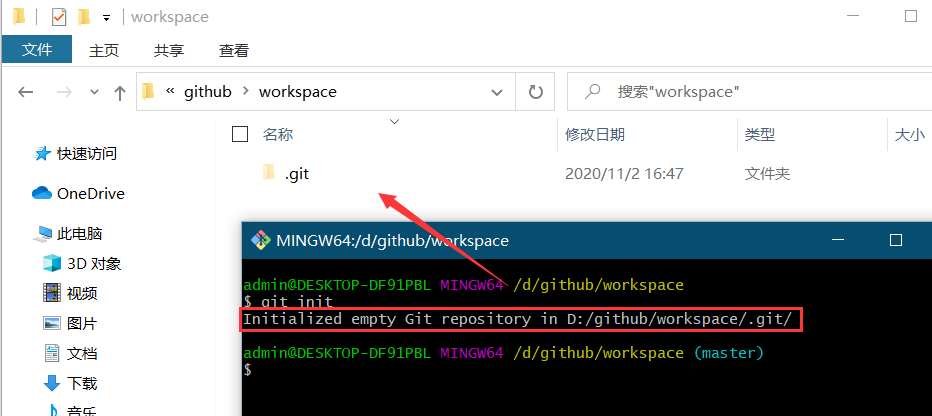 workspace
文件 主页 共享 查看
« github › workspace 搜索"workspace"
名称 修改日期 类型 大小
.git 2020/11/2 16:47 文件夹
快速访问
OneDrive
此电脑
3D 对象
视频
图片
文档
下载
音乐
MINGW64:/d/github/workspace
admin@DESKTOP-DF91PBL MINGW64 /d/github/workspace
$ git init
Initialized empty Git repository in D:/github/workspace/.git/
admin@DESKTOP-DF91PBL MINGW64 /d/github/workspace (master)
$